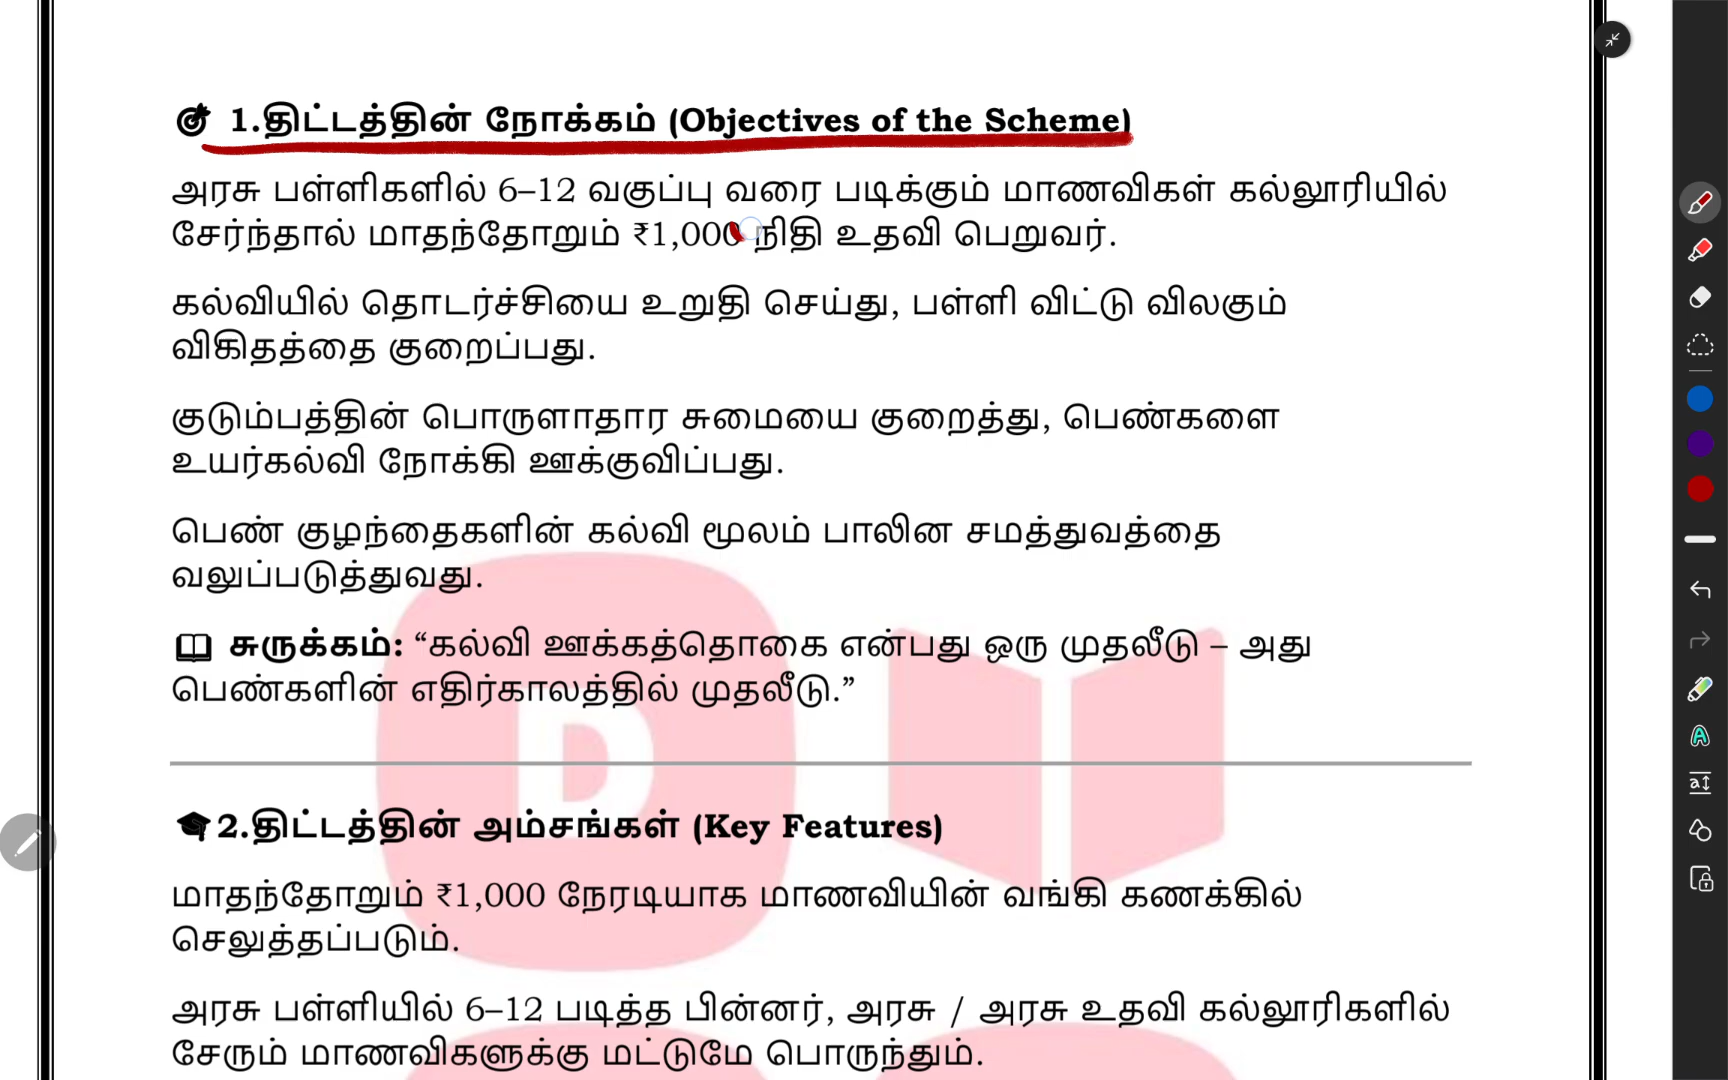 1.திட்டத்தின் நோக்கம் (Objectives of the Scheme)
அரசு பள்ளிகளில் 6–12 வகுப்பு வரை படிக்கும் மாணவிகள் கல்லூரியில்
சேர்ந்தால் மாதந்தோறும் ₹1,000 நிதி உதவி பெறுவர்.
கல்வியில் தொடர்ச்சியை உறுதி செய்து, பள்ளி விட்டு விலகும்
விகிதத்தை குறைப்பது.
குடும்பத்தின் பொருளாதார சுமையை குறைத்து, பெண்களை
உயர்கல்வி நோக்கி ஊக்குவிப்பது.
பெண் குழந்தைகளின் கல்வி மூலம் பாலின சமத்துவத்தை
வலுப்படுத்துவது.
சுருக்கம்: “கல்வி ஊக்கத்தொகை என்பது ஒரு முதலீடு – அது
பெண்களின் எதிர்காலத்தில் முதலீடு.”
D
2.திட்டத்தின் அம்சங்கள் (Key Features)
மாதந்தோறும் ₹1,000 நேரடியாக மாணவியின் வங்கி கணக்கில்
செலுத்தப்படும்.
அரசு பள்ளியில் 6–12 படித்த பின்னர், அரசு / அரசு உதவி கல்லூரிகளில்
சேரும் மாணவிகளுக்கு மட்டுமே பொருந்தும்.